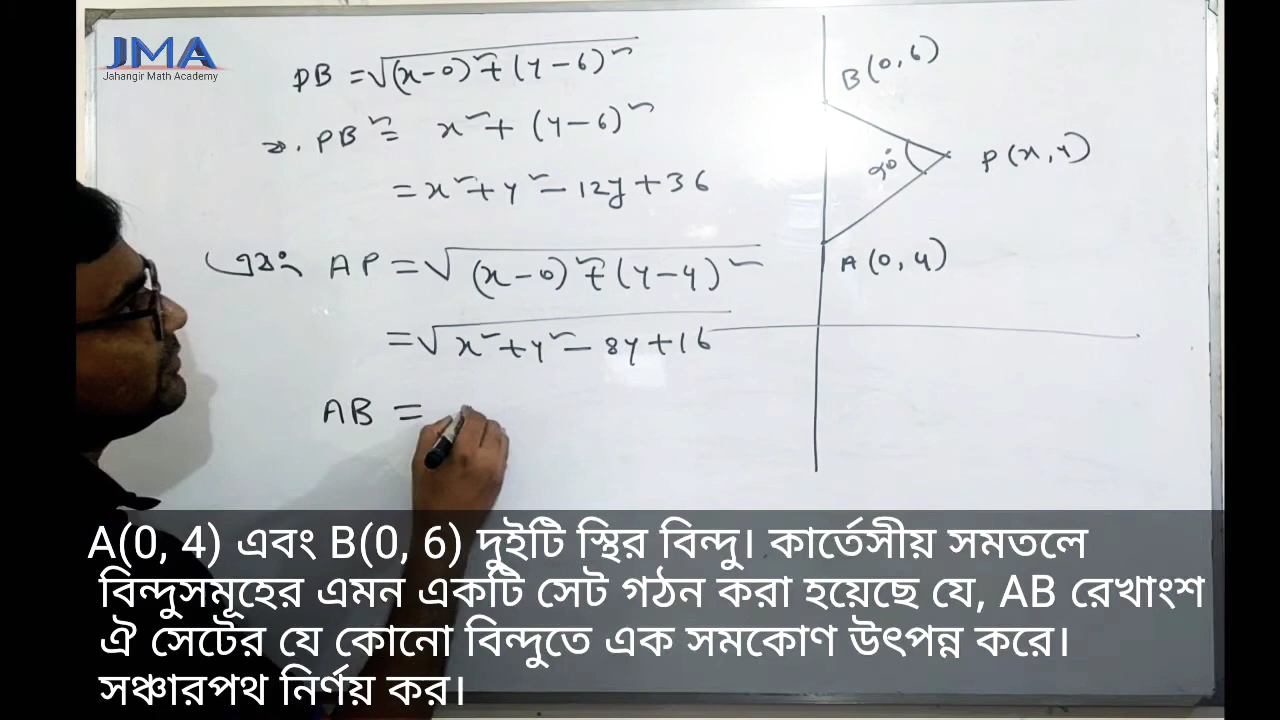 JMA
Jahangir Math Academy
PB = √(x-0)² + (y-6)²
⇒ PB² = x² + (y-6)²
= x² + y² - 12y + 36
এবং AP = √(x-0)² + (y-4)²
= √x² + y² - 8y + 16
AB =
B(0,6)
৯০°
P(x,y)
A(0,4)
A(0, 4) এবং B(0, 6) দুইটি স্থির বিন্দু। কার্তেসীয় সমতলে
বিন্দুসমূহের এমন একটি সেট গঠন করা হয়েছে যে, AB রেখাংশ
ঐ সেটের যে কোনো বিন্দুতে এক সমকোণ উৎপন্ন করে।
সঞ্চারপথ নির্ণয় কর।